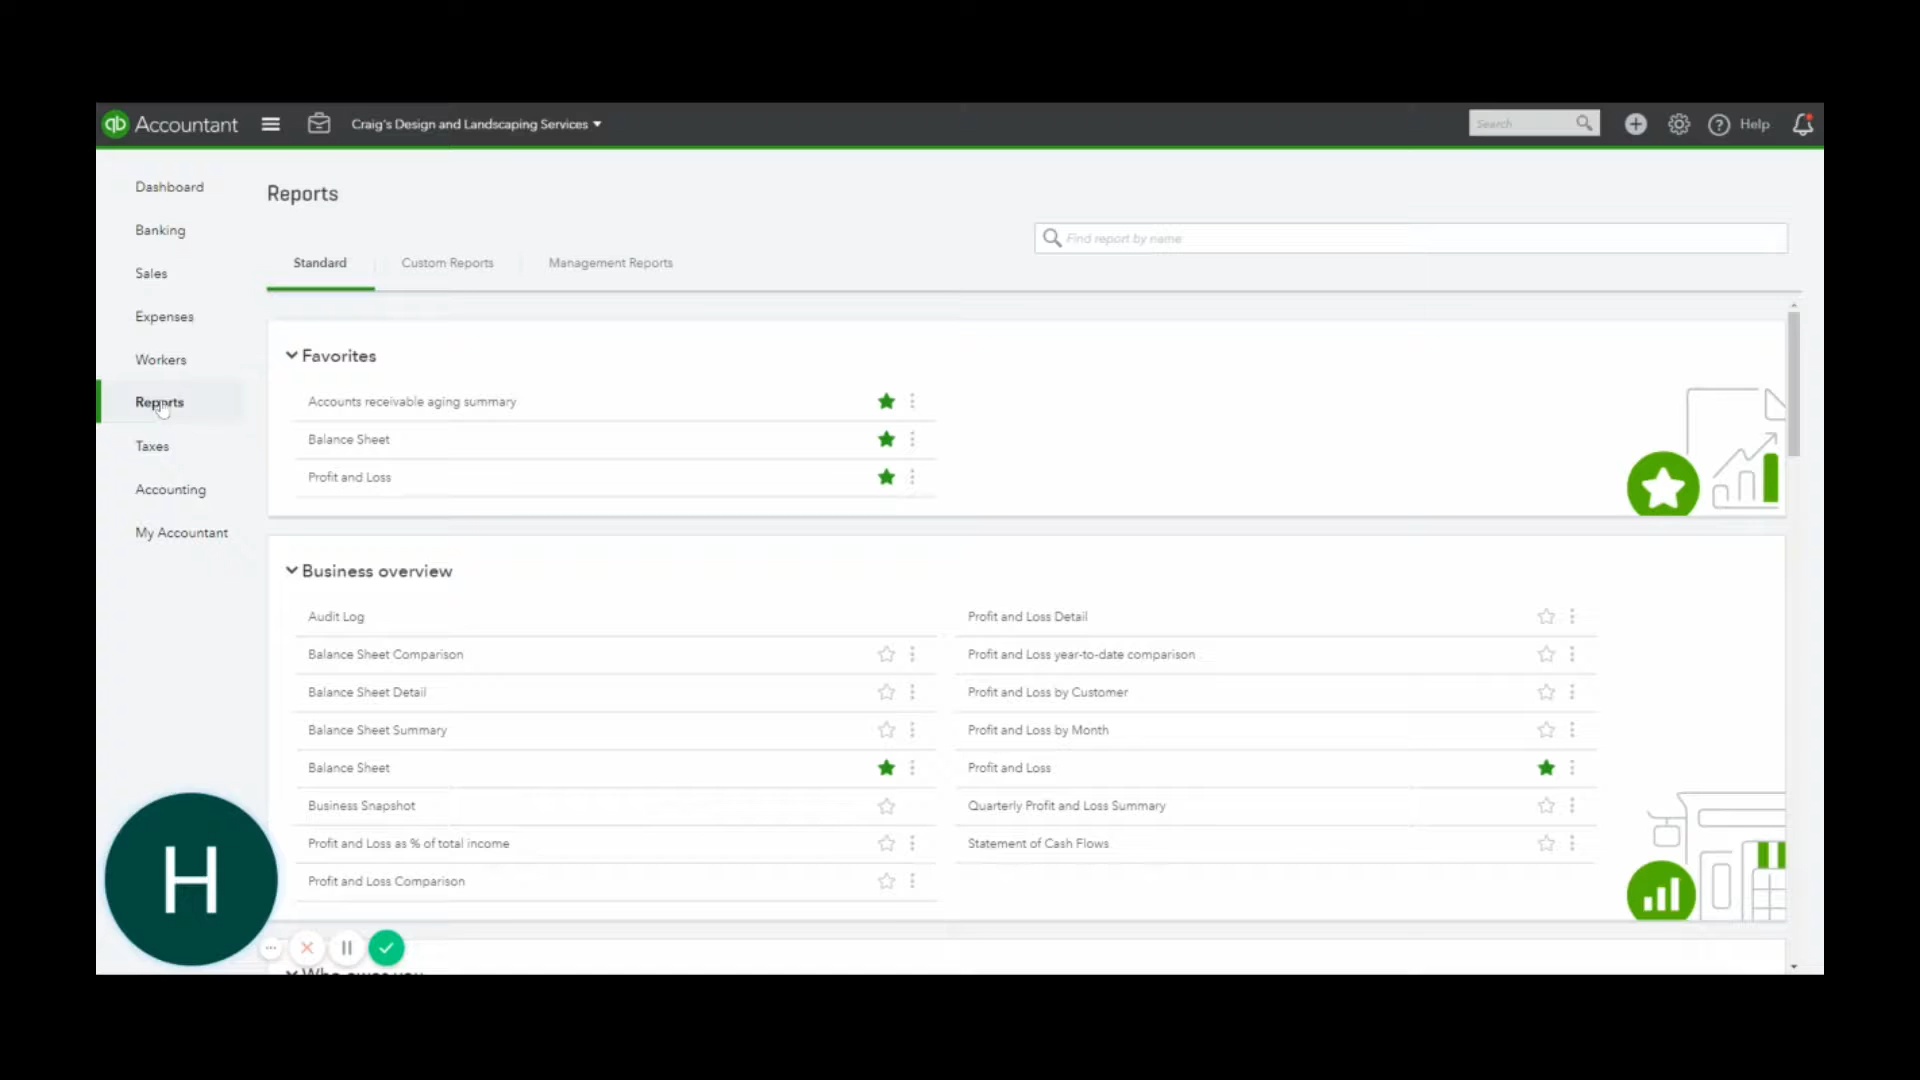 qb Accountant
Craig's Design and Landscaping Services
Search
Help
Dashboard
Banking
Sales
Expenses
Workers
Reports
Taxes
Accounting
My Accountant
Reports
Find report by name
Standard
Custom Reports
Management Reports
Favorites
Accounts receivable aging summary
Balance Sheet
Profit and Loss
Business overview
Audit Log
Balance Sheet Comparison
Balance Sheet Detail
Balance Sheet Summary
Balance Sheet
Business Snapshot
Profit and Loss as % of total income
Profit and Loss Comparison
Profit and Loss Detail
Profit and Loss year-to-date comparison
Profit and Loss by Customer
Profit and Loss by Month
Profit and Loss
Quarterly Profit and Loss Summary
Statement of Cash Flows
H
Who owes you